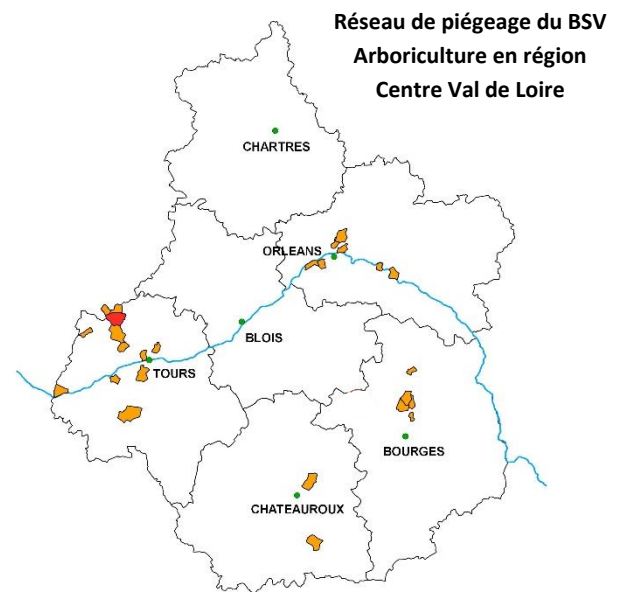 Réseau de piégeage du BSV
Arboriculture en région
Centre Val de Loire
CHARTRES
ORLEANS
BLOIS
TOURS
BOURGES
CHATEAUROUX